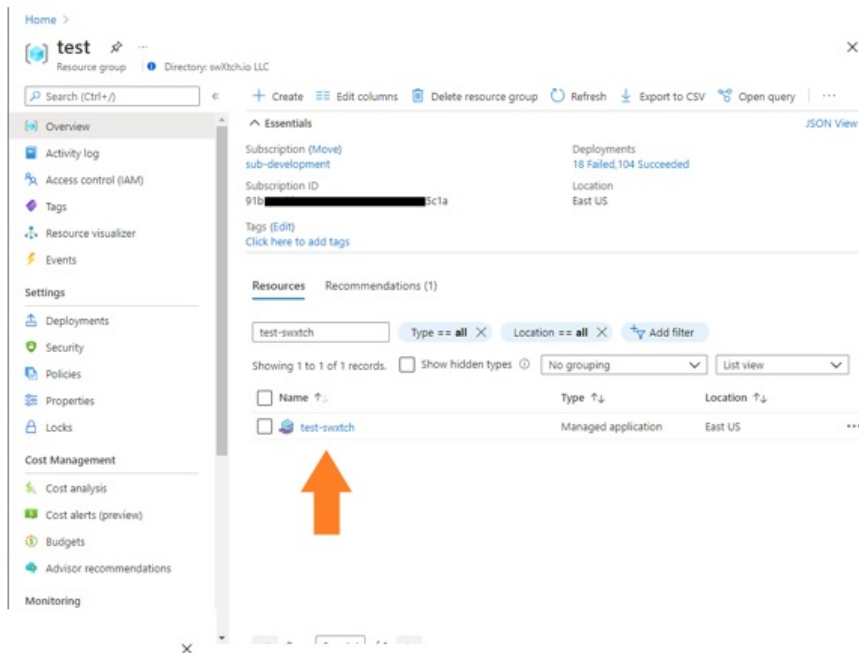 Home >
test
Resource group Directory: swXtch.io LLC
Search (Ctrl+/)
Overview
Activity log
Access control (IAM)
Tags
Resource visualizer
Events
Settings
Deployments
Security
Policies
Properties
Locks
Cost Management
Cost analysis
Cost alerts (preview)
Budgets
Advisor recommendations
Monitoring
Create Edit columns Delete resource group Refresh Export to CSV Open query
Essentials JSON View
Subscription (Move)
sub-development
Subscription ID
91b 5c1a
Tags (Edit)
Click here to add tags
Deployments
18 Failed,104 Succeeded
Location
East US
Resources Recommendations (1)
test-swxtch Type == all Location == all Add filter
Showing 1 to 1 of 1 records. Show hidden types No grouping List view
Name Type Location
test-swxtch Managed application East US